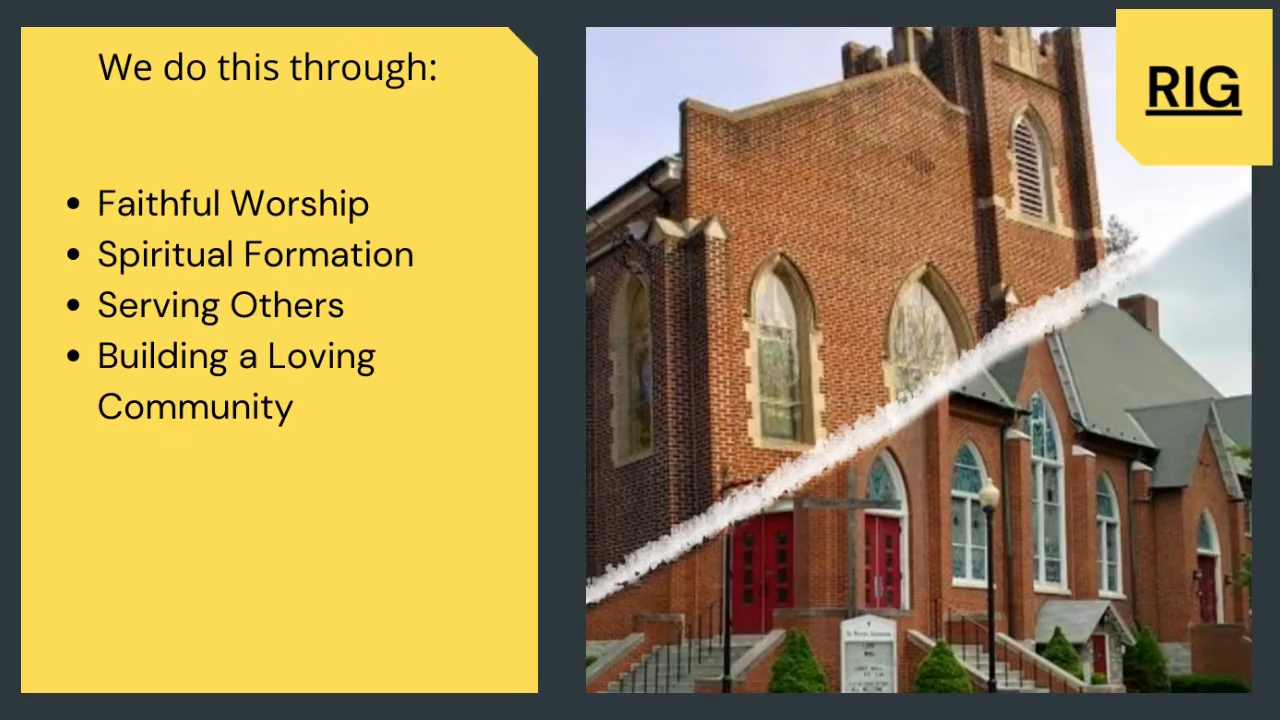 We do this through:
RIG
Faithful Worship
Spiritual Formation
Serving Others
Building a Loving
Community